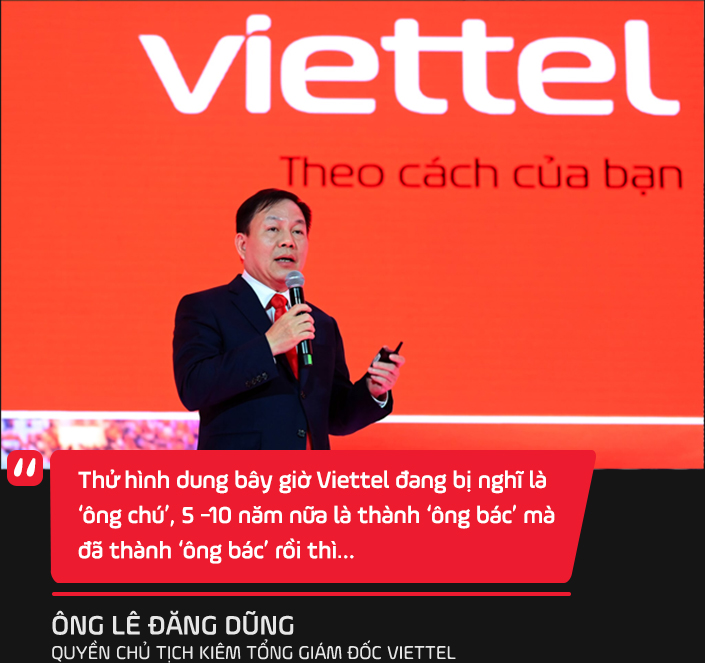 viettel
Theo cách của bạn
Thử hình dung bây giờ Viettel đang bị nghĩ là
‘ông chú’, 5 -10 năm nữa là thành ‘ông bác’ mà
đã thành ‘ông bác’ rồi thì...
ÔNG LÊ ĐĂNG DŨNG
QUYỀN CHỦ TỊCH KIÊM TỔNG GIÁM ĐỐC VIETTEL